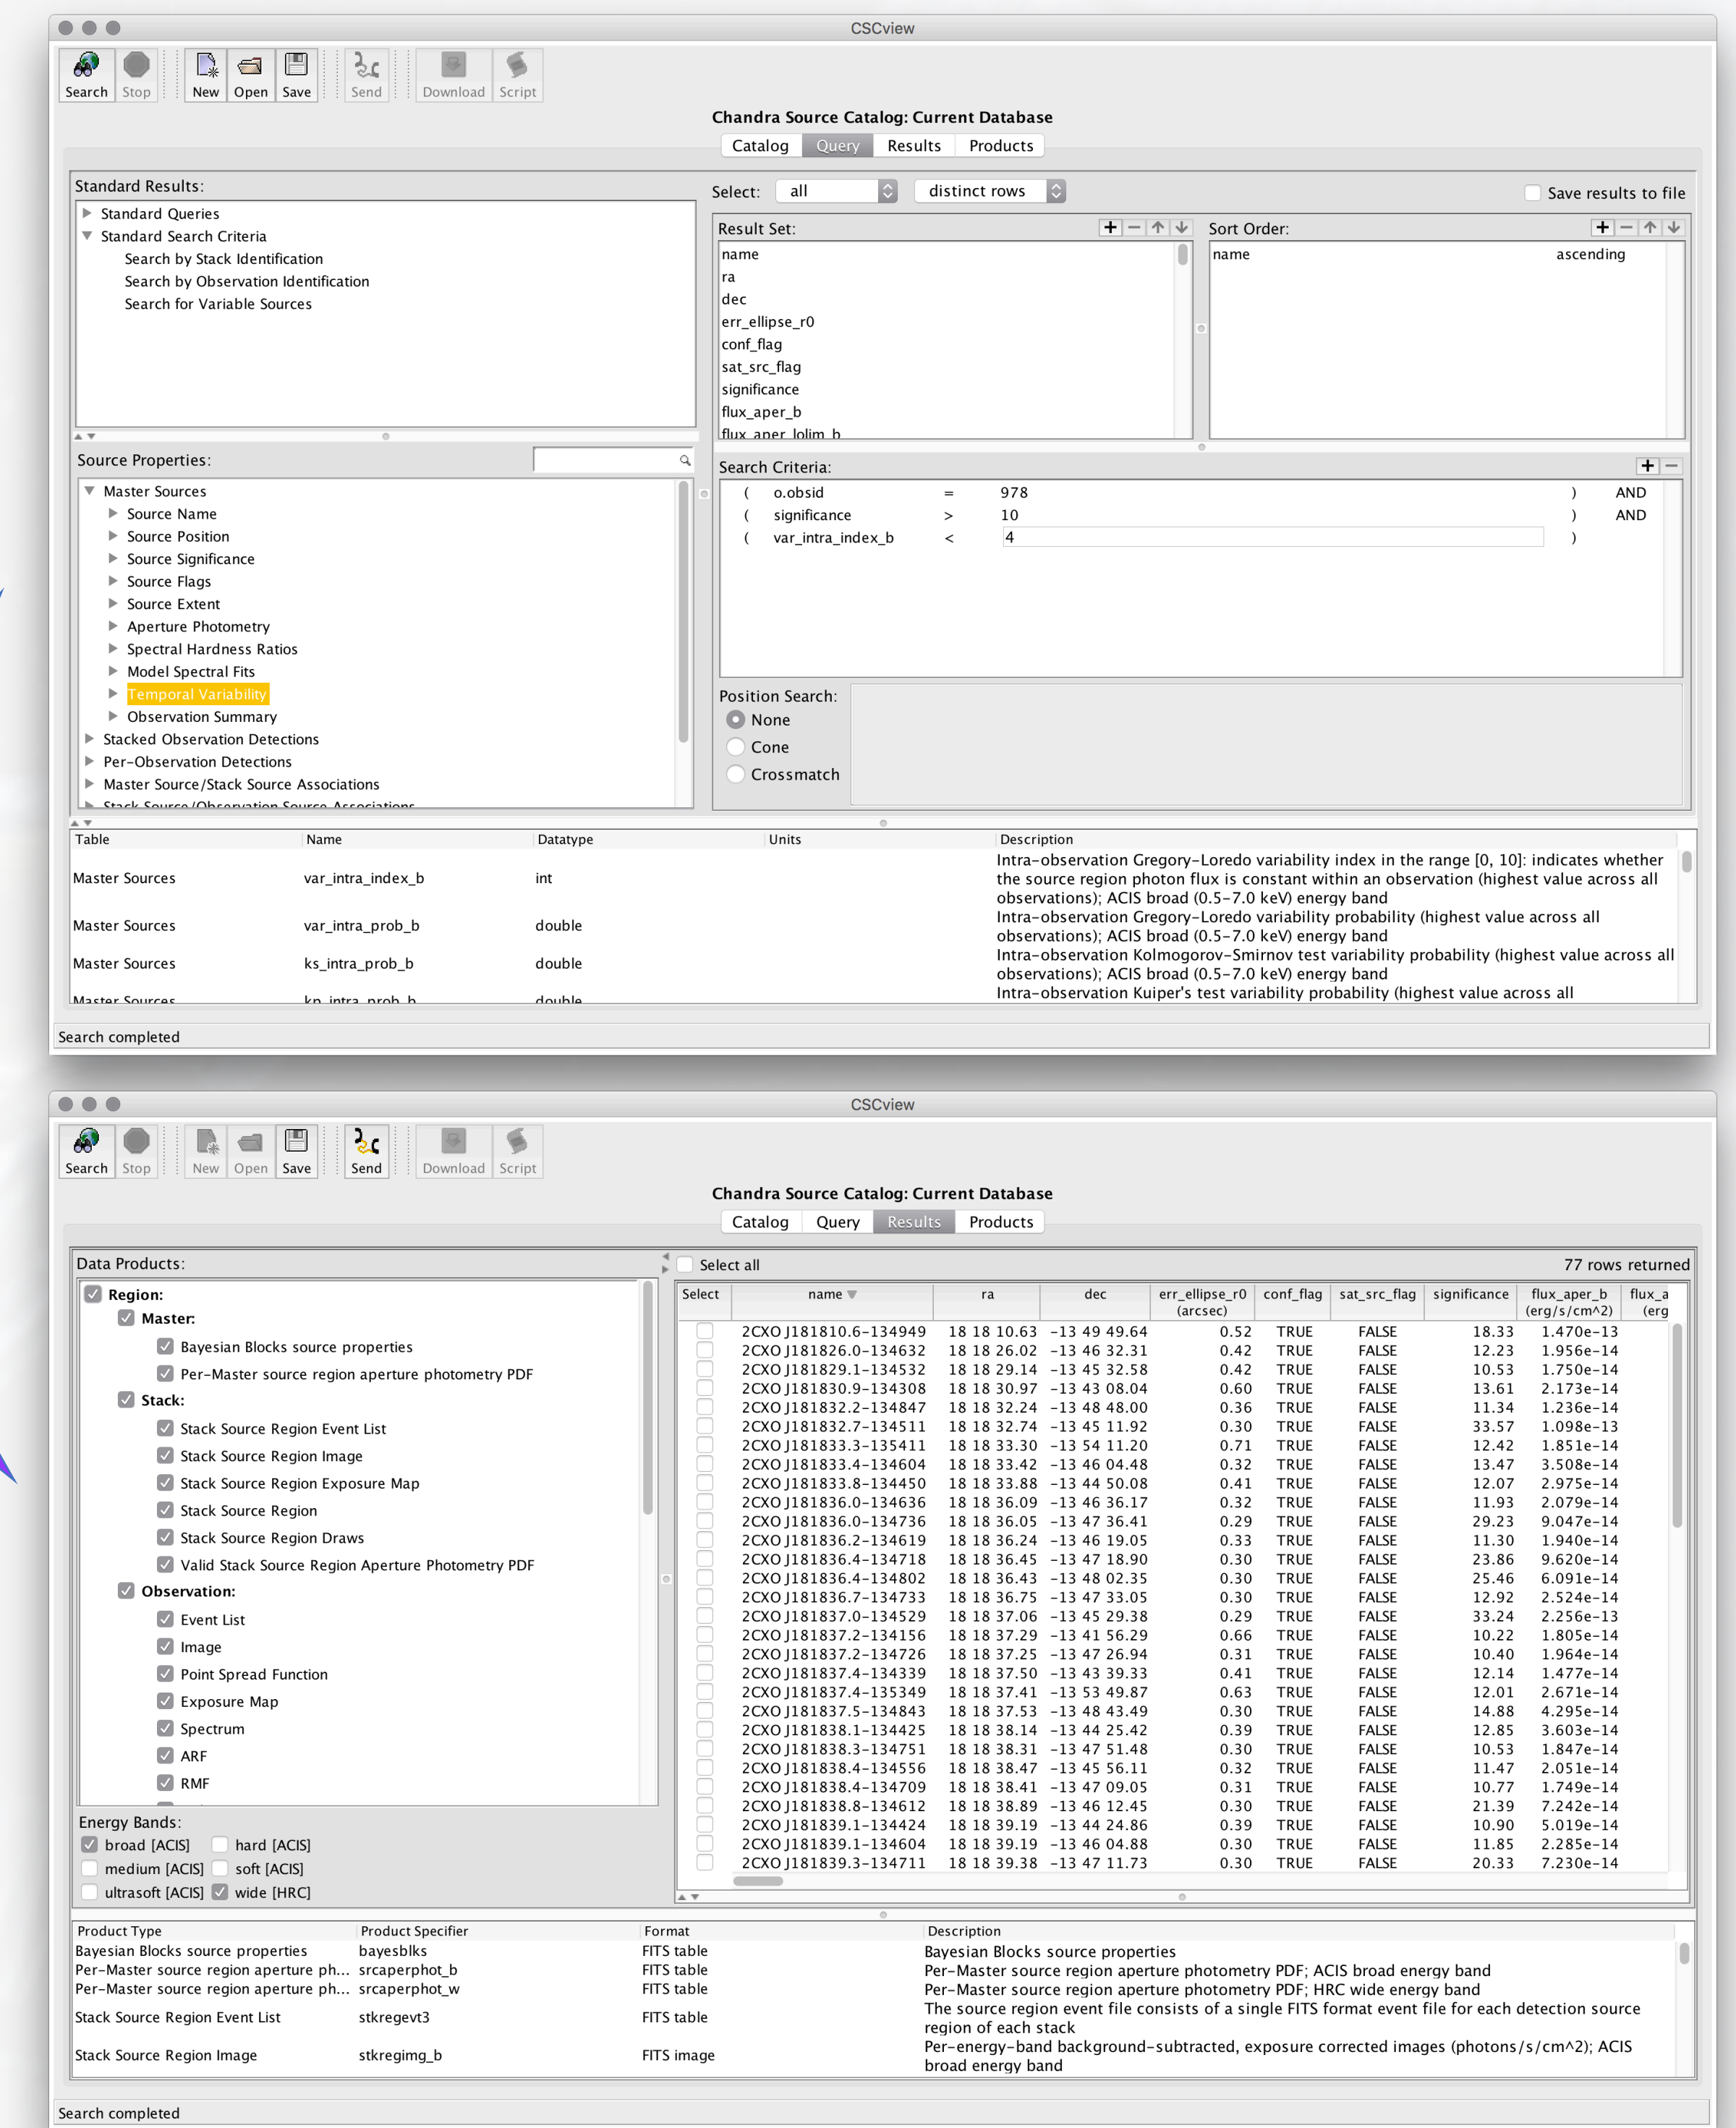 CSCview
Search Stop New Open Save Send Download Script
Chandra Source Catalog: Current Database
Catalog Query Results Products
Standard Results:
Standard Queries
Standard Search Criteria
Search by Stack Identification
Search by Observation Identification
Search for Variable Sources
Source Properties:
Master Sources
Source Name
Source Position
Source Significance
Source Flags
Source Extent
Aperture Photometry
Spectral Hardness Ratios
Model Spectral Fits
Temporal Variability
Observation Summary
Stacked Observation Detections
Per-Observation Detections
Master Source/Stack Source Associations
Stack Source/Observation Source Associations
Select: all distinct rows Save results to file
Result Set:
name
ra
dec
err_ellipse_r0
conf_flag
sat_src_flag
significance
flux_aper_b
flux_aper_lolim_b
Sort Order:
name ascending
Search Criteria:
( o.obsid = 978 ) AND
( significance > 10 ) AND
( var_intra_index_b < 4 )
Position Search:
None
Cone
Crossmatch
Table Name Datatype Units Description
Master Sources var_intra_index_b int Intra-observation Gregory-Loredo variability index in the range [0, 10]: indicates whether
the source region photon flux is constant within an observation (highest value across all
observations); ACIS broad (0.5-7.0 keV) energy band
Master Sources var_intra_prob_b double Intra-observation Gregory-Loredo variability probability (highest value across all
observations); ACIS broad (0.5-7.0 keV) energy band
Master Sources ks_intra_prob_b double Intra-observation Kolmogorov-Smirnov test variability probability (highest value across all
observations); ACIS broad (0.5-7.0 keV) energy band
Master Sources kp_intra_prob_b double Intra-observation Kuiper's test variability probability (highest value across all
Search completed
CSCview
Search Stop New Open Save Send Download Script
Chandra Source Catalog: Current Database
Catalog Query Results Products
Data Products:
Region:
Master:
Bayesian Blocks source properties
Per-Master source region aperture photometry PDF
Stack:
Stack Source Region Event List
Stack Source Region Image
Stack Source Region Exposure Map
Stack Source Region
Stack Source Region Draws
Valid Stack Source Region Aperture Photometry PDF
Observation:
Event List
Image
Point Spread Function
Exposure Map
Spectrum
ARF
RMF
Energy Bands:
broad [ACIS] hard [ACIS]
medium [ACIS] soft [ACIS]
ultrasoft [ACIS] wide [HRC]
Select all 77 rows returned
Select name ra dec err_ellipse_r0 conf_flag sat_src_flag significance flux_aper_b flux_a
(arcsec) (erg/s/cm^2) (erg
2CXO J181810.6-134949 18 18 10.63 -13 49 49.64 0.52 TRUE FALSE 18.33 1.470e-13
2CXO J181826.0-134632 18 18 26.02 -13 46 32.31 0.42 TRUE FALSE 12.23 1.956e-14
2CXO J181829.1-134532 18 18 29.14 -13 45 32.58 0.42 TRUE FALSE 10.53 1.750e-14
2CXO J181830.9-134308 18 18 30.97 -13 43 08.04 0.60 TRUE FALSE 13.61 2.173e-14
2CXO J181832.2-134847 18 18 32.24 -13 48 48.00 0.36 TRUE FALSE 11.34 1.236e-14
2CXO J181832.7-134511 18 18 32.74 -13 45 11.92 0.30 TRUE FALSE 33.57 1.098e-13
2CXO J181833.3-135411 18 18 33.30 -13 54 11.20 0.71 TRUE FALSE 12.42 1.851e-14
2CXO J181833.4-134604 18 18 33.42 -13 46 04.48 0.32 TRUE FALSE 13.47 3.508e-14
2CXO J181833.8-134450 18 18 33.88 -13 44 50.08 0.41 TRUE FALSE 12.07 2.975e-14
2CXO J181836.0-134636 18 18 36.09 -13 46 36.17 0.32 TRUE FALSE 11.93 2.079e-14
2CXO J181836.0-134736 18 18 36.05 -13 47 36.41 0.29 TRUE FALSE 29.23 9.047e-14
2CXO J181836.2-134619 18 18 36.24 -13 46 19.05 0.33 TRUE FALSE 11.30 1.940e-14
2CXO J181836.4-134718 18 18 36.45 -13 47 18.90 0.30 TRUE FALSE 23.86 9.620e-14
2CXO J181836.4-134802 18 18 36.43 -13 48 02.35 0.30 TRUE FALSE 25.46 6.091e-14
2CXO J181836.7-134733 18 18 36.75 -13 47 33.05 0.30 TRUE FALSE 12.92 2.524e-14
2CXO J181837.0-134529 18 18 37.06 -13 45 29.38 0.29 TRUE FALSE 33.24 2.256e-13
2CXO J181837.2-134156 18 18 37.29 -13 41 56.29 0.66 TRUE FALSE 10.22 1.805e-14
2CXO J181837.2-134726 18 18 37.25 -13 47 26.94 0.31 TRUE FALSE 10.40 1.964e-14
2CXO J181837.4-134339 18 18 37.50 -13 43 39.33 0.41 TRUE FALSE 12.14 1.477e-14
2CXO J181837.4-135349 18 18 37.41 -13 53 49.87 0.63 TRUE FALSE 12.01 2.671e-14
2CXO J181837.5-134843 18 18 37.53 -13 48 43.49 0.30 TRUE FALSE 14.88 4.295e-14
2CXO J181838.1-134425 18 18 38.14 -13 44 25.42 0.39 TRUE FALSE 12.85 3.603e-14
2CXO J181838.3-134751 18 18 38.31 -13 47 51.48 0.30 TRUE FALSE 10.53 1.847e-14
2CXO J181838.4-134556 18 18 38.47 -13 45 56.11 0.32 TRUE FALSE 11.47 2.051e-14
2CXO J181838.4-134709 18 18 38.41 -13 47 09.05 0.31 TRUE FALSE 10.77 1.749e-14
2CXO J181838.8-134612 18 18 38.89 -13 46 12.45 0.30 TRUE FALSE 21.39 7.242e-14
2CXO J181839.1-134424 18 18 39.19 -13 44 24.86 0.39 TRUE FALSE 10.90 5.019e-14
2CXO J181839.1-134604 18 18 39.19 -13 46 04.88 0.30 TRUE FALSE 11.85 2.285e-14
2CXO J181839.3-134711 18 18 39.38 -13 47 11.73 0.30 TRUE FALSE 20.33 7.230e-14
Product Type Product Specifier Format Description
Bayesian Blocks source properties bayesblks FITS table Bayesian Blocks source properties
Per-Master source region aperture ph... srcaperphot_b FITS table Per-Master source region aperture photometry PDF; ACIS broad energy band
Per-Master source region aperture ph... srcaperphot_w FITS table Per-Master source region aperture photometry PDF; HRC wide energy band
Stack Source Region Event List stkregevt3 FITS table The source region event file consists of a single FITS format event file for each detection source
region of each stack
Stack Source Region Image stkregimg_b FITS image Per-energy-band background-subtracted, exposure corrected images (photons/s/cm^2); ACIS
broad energy band
Search completed